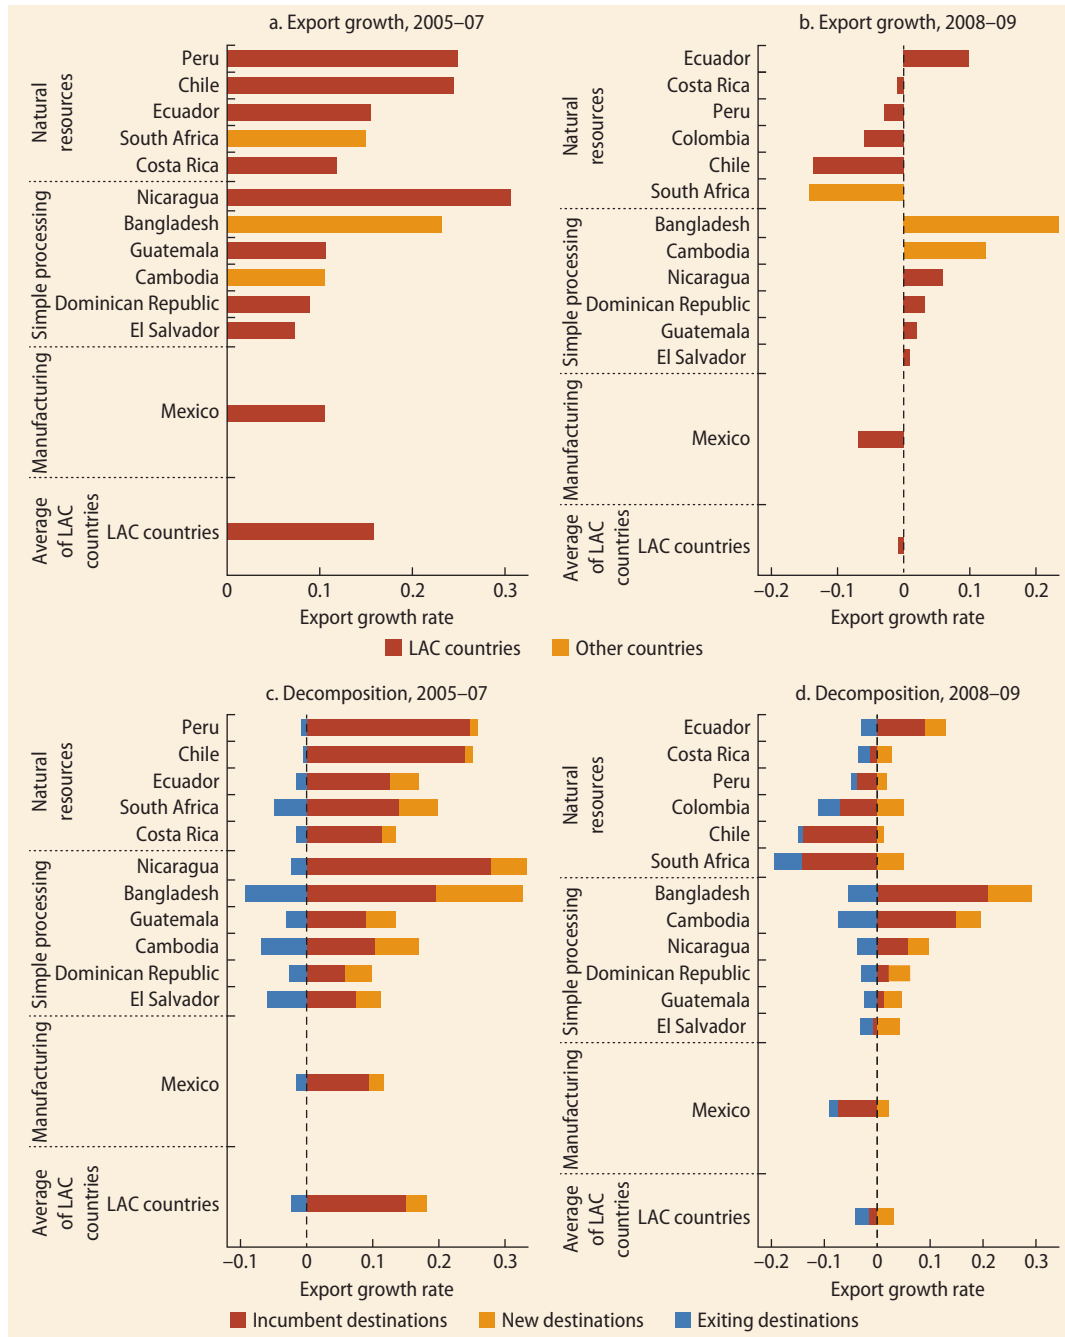 a. Export growth, 2005–07
Natural
resources
Peru
Chile
Ecuador
South Africa
Costa Rica
Simple processing
Nicaragua
Bangladesh
Guatemala
Cambodia
Dominican Republic
El Salvador
Manufacturing
Mexico
Average
of LAC
countries
LAC countries
0
0.1
0.2
0.3
Export growth rate
b. Export growth, 2008–09
Natural
resources
Ecuador
Costa Rica
Peru
Colombia
Chile
South Africa
Simple processing
Bangladesh
Cambodia
Nicaragua
Dominican Republic
Guatemala
El Salvador
Manufacturing
Mexico
Average
of LAC
countries
LAC countries
–0.2
–0.1
0
0.1
0.2
Export growth rate
LAC countries
Other countries
c. Decomposition, 2005–07
Natural
resources
Peru
Chile
Ecuador
South Africa
Costa Rica
Simple processing
Nicaragua
Bangladesh
Guatemala
Cambodia
Dominican Republic
El Salvador
Manufacturing
Mexico
Average
of LAC
countries
LAC countries
–0.1
0
0.1
0.2
0.3
Export growth rate
d. Decomposition, 2008–09
Natural
resources
Ecuador
Costa Rica
Peru
Colombia
Chile
South Africa
Simple processing
Bangladesh
Cambodia
Nicaragua
Dominican Republic
Guatemala
El Salvador
Manufacturing
Mexico
Average
of LAC
countries
LAC countries
–0.2
–0.1
0
0.1
0.2
0.3
Export growth rate
Incumbent destinations
New destinations
Exiting destinations